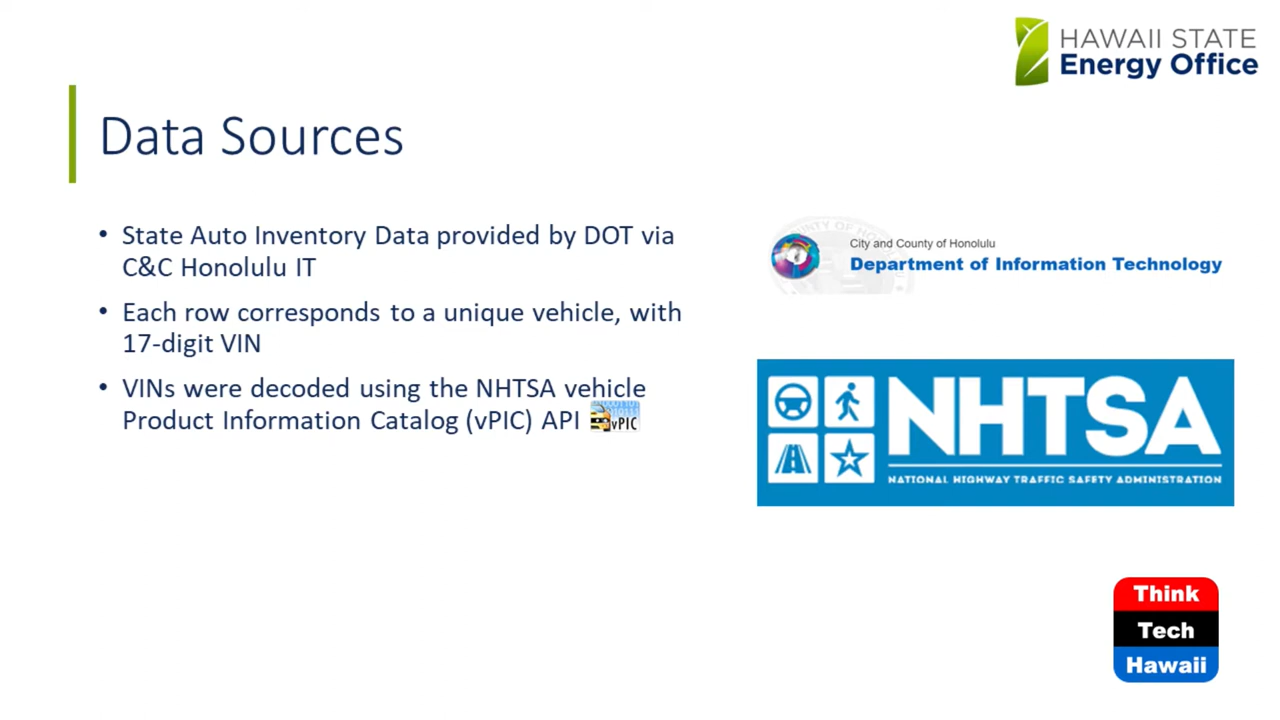 HAWAII STATE
Energy Office
Data Sources
• State Auto Inventory Data provided by DOT via
C&C Honolulu IT
• Each row corresponds to a unique vehicle, with
17-digit VIN
• VINs were decoded using the NHTSA vehicle
Product Information Catalog (vPIC) API
vPIC
City and County of Honolulu
Department of Information Technology
NHTSA
NATIONAL HIGHWAY TRAFFIC SAFETY ADMINISTRATION
Think
Tech
Hawaii